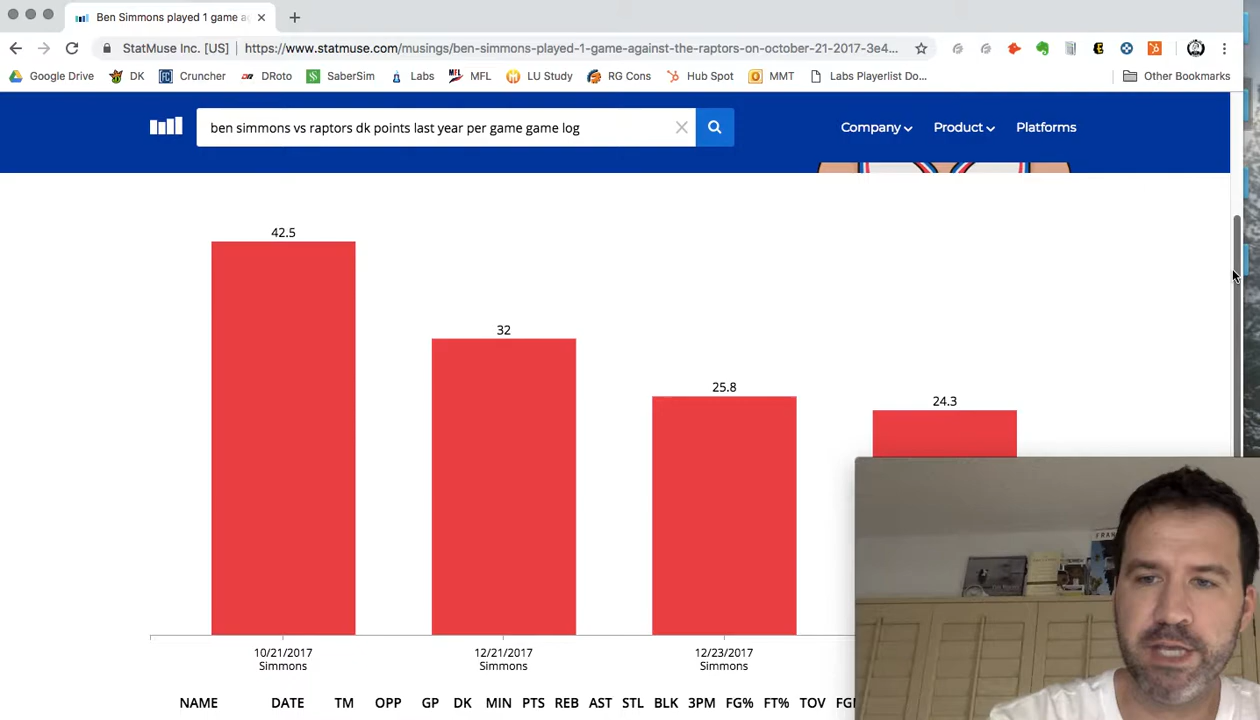 Ben Simmons played 1 game a
StatMuse Inc. [US] https://www.statmuse.com/musings/ben-simmons-played-1-game-against-the-raptors-on-october-21-2017-3e4...
Google Drive DK Cruncher DRoto SaberSim Labs MFL LU Study RG Cons Hub Spot MMT Labs Playerlist Do... Other Bookmarks
ben simmons vs raptors dk points last year per game game log
Company Product Platforms
42.5
32
25.8
24.3
10/21/2017 12/21/2017 12/23/2017
Simmons Simmons Simmons
NAME DATE TM OPP GP DK MIN PTS REB AST STL BLK 3PM FG% FT% TOV